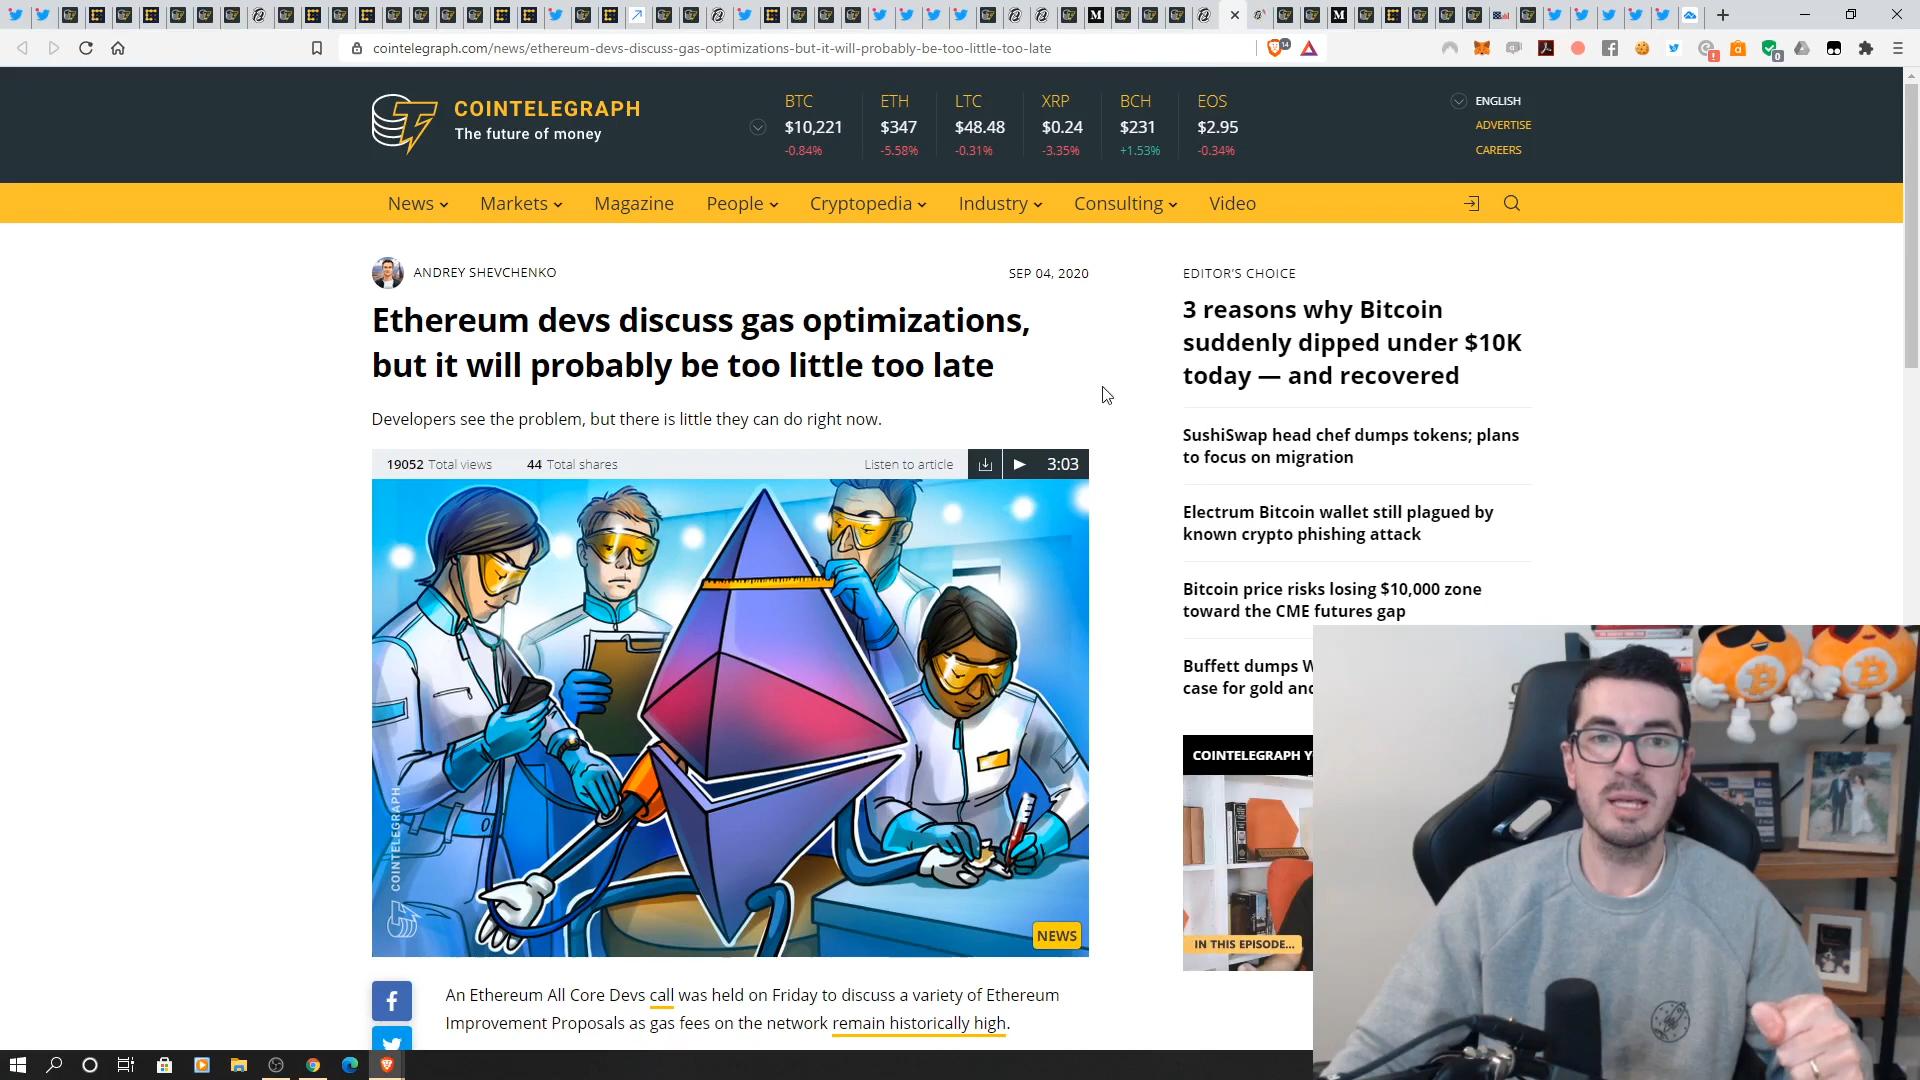 cointelegraph.com/news/ethereum-devs-discuss-gas-optimizations-but-it-will-probably-be-too-little-too-late
14
COINTELEGRAPH
The future of money
BTC ETH LTC XRP BCH EOS
$10,221 $347 $48.48 $0.24 $231 $2.95
-0.84% -5.58% -0.31% -3.35% +1.53% -0.34%
ENGLISH
ADVERTISE
CAREERS
News Markets Magazine People Cryptopedia Industry Consulting Video
ANDREY SHEVCHENKO
SEP 04, 2020
Ethereum devs discuss gas optimizations,
but it will probably be too little too late
Developers see the problem, but there is little they can do right now.
19052 Total views 44 Total shares Listen to article 3:03
COINTELEGRAPH
NEWS
An Ethereum All Core Devs call was held on Friday to discuss a variety of Ethereum
Improvement Proposals as gas fees on the network remain historically high.
EDITOR'S CHOICE
3 reasons why Bitcoin
suddenly dipped under $10K
today — and recovered
SushiSwap head chef dumps tokens; plans
to focus on migration
Electrum Bitcoin wallet still plagued by
known crypto phishing attack
Bitcoin price risks losing $10,000 zone
toward the CME futures gap
Buffett dumps W
case for gold and
COINTELEGRAPH Y
IN THIS EPISODE...